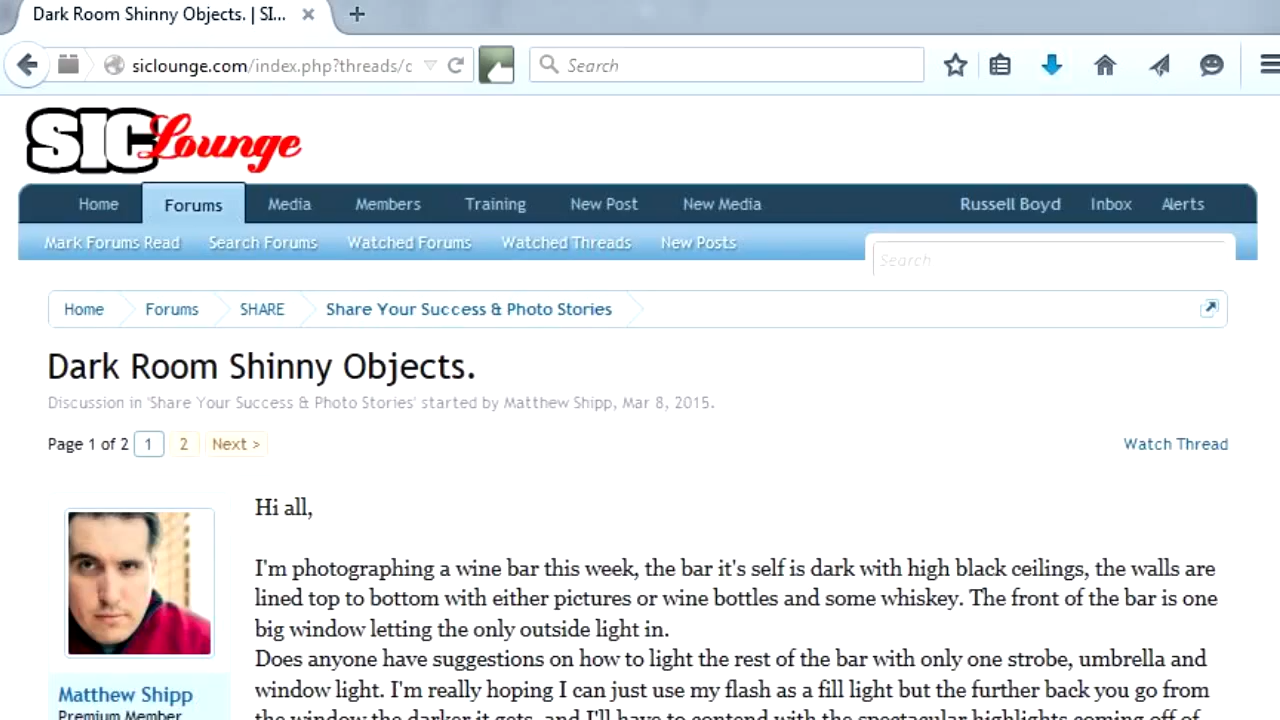 Dark Room Shinny Objects. | SI...
siclounge.com/index.php?threads/c
Search
SIC Lounge
Home Forums Media Members Training New Post New Media Russell Boyd Inbox Alerts
Mark Forums Read Search Forums Watched Forums Watched Threads New Posts
Search
Home Forums SHARE Share Your Success & Photo Stories
Dark Room Shinny Objects.
Discussion in 'Share Your Success & Photo Stories' started by Matthew Shipp, Mar 8, 2015.
Page 1 of 2 1 2 Next > Watch Thread
Hi all,
I'm photographing a wine bar this week, the bar it's self is dark with high black ceilings, the walls are
lined top to bottom with either pictures or wine bottles and some whiskey. The front of the bar is one
big window letting the only outside light in.
Does anyone have suggestions on how to light the rest of the bar with only one strobe, umbrella and
window light. I'm really hoping I can just use my flash as a fill light but the further back you go from
the window the darker it gets, and I'll have to contend with the spectacular highlights coming off of
Matthew Shipp
Premium Member